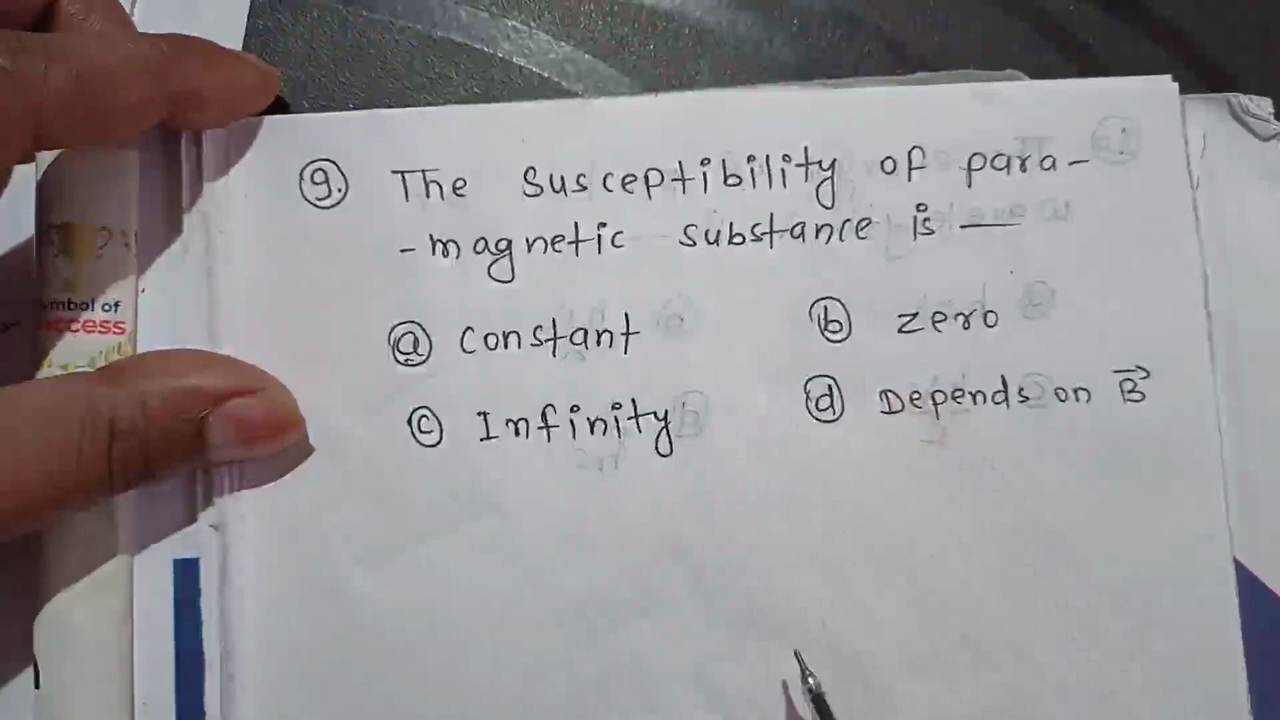 9. The Susceptibility of para-
-magnetic substance is —
a constant
b zero
c Infinity
d Depends on B⃗
mbol of
ccess